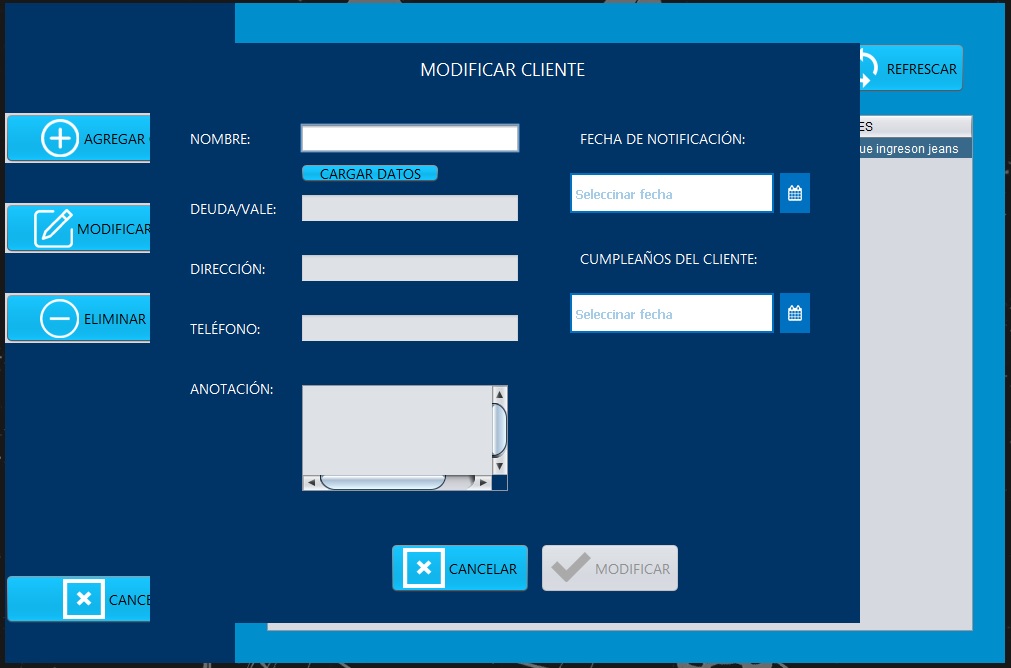 MODIFICAR CLIENTE
REFRESCAR
AGREGAR
MODIFICAR
ELIMINAR
CANCE
NOMBRE:
CARGAR DATOS
DEUDA/VALE:
DIRECCIÓN:
TELÉFONO:
ANOTACIÓN:
FECHA DE NOTIFICACIÓN:
Seleccinar fecha
CUMPLEAÑOS DEL CLIENTE:
Seleccinar fecha
ES
ue ingreson jeans
CANCELAR
MODIFICAR